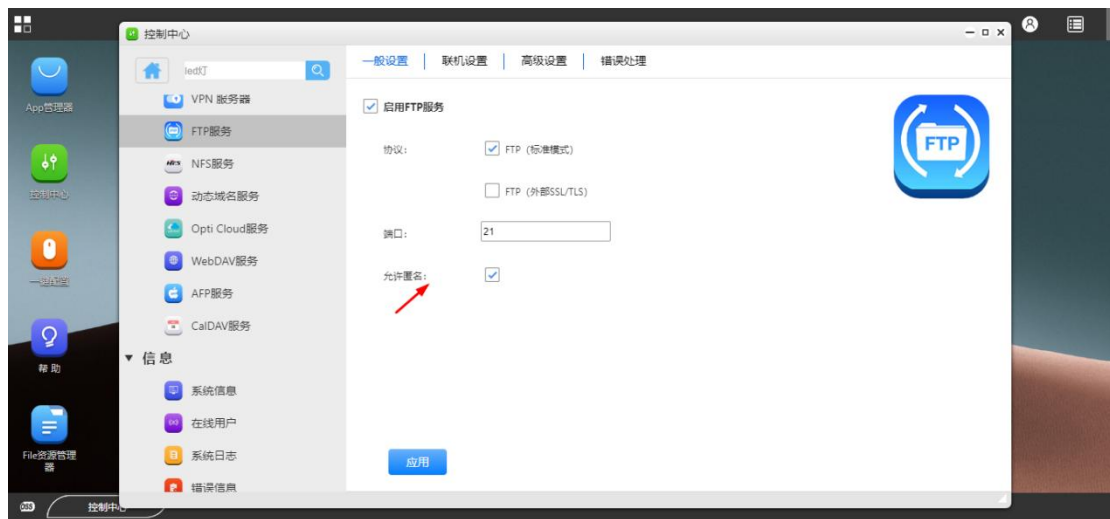 控制中心
led灯
App管理器
控制中心
一键配置
帮助
File资源管理器
VPN 服务器
FTP服务
NFS服务
动态域名服务
Opti Cloud服务
WebDAV服务
AFP服务
CalDAV服务
信息
系统信息
在线用户
系统日志
错误信息
一般设置
联机设置
高级设置
错误处理
启用FTP服务
协议:
FTP (标准模式)
FTP (外部SSL/TLS)
端口:
21
允许匿名:
FTP
应用
控制中心